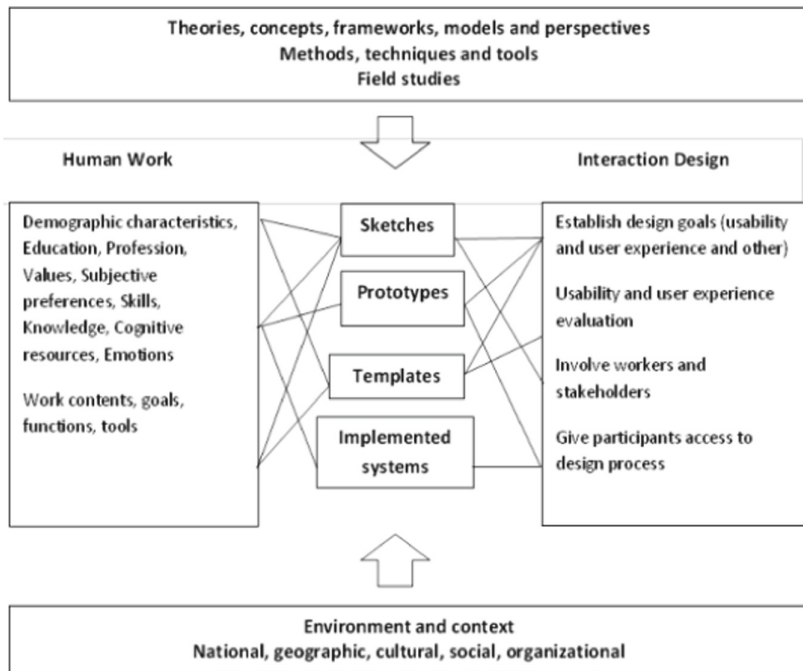 Theories, concepts, frameworks, models and perspectives
Methods, techniques and tools
Field studies
Human Work
Interaction Design
Demographic characteristics,
Education, Profession,
Values, Subjective
preferences, Skills,
Knowledge, Cognitive
resources, Emotions
Work contents, goals,
functions, tools
Sketches
Prototypes
Templates
Implemented
systems
Establish design goals (usability
and user experience and other)
Usability and user experience
evaluation
Involve workers and
stakeholders
Give participants access to
design process
Environment and context
National, geographic, cultural, social, organizational